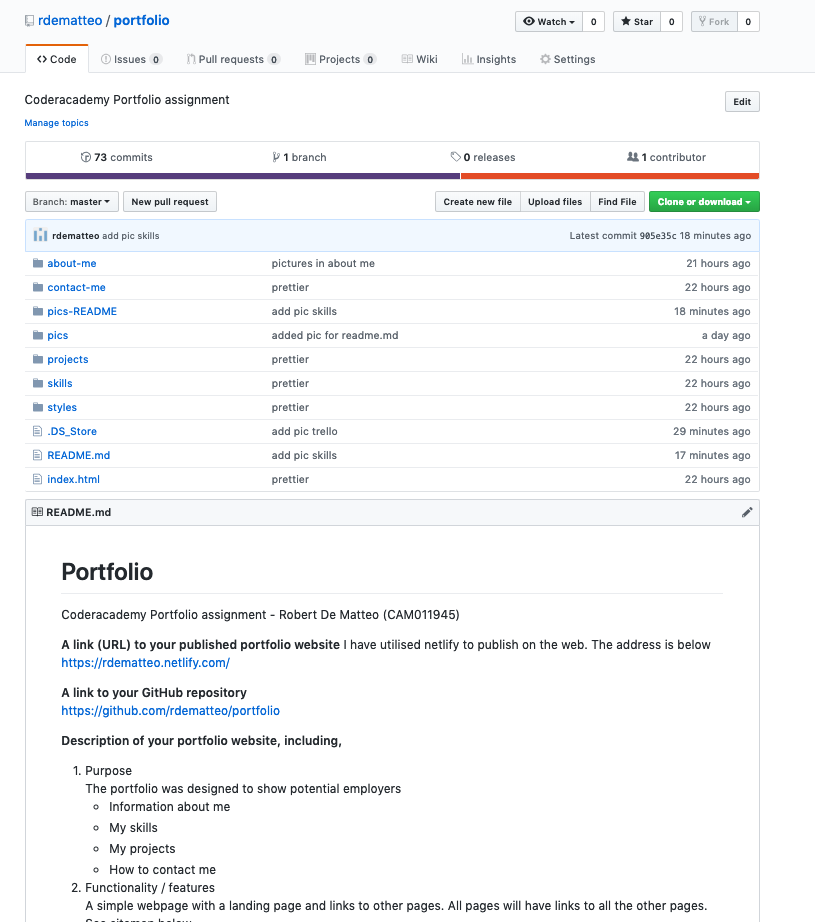 rdematteo / portfolio
Watch 0 Star 0 Fork 0
Code Issues 0 Pull requests 0 Projects 0 Wiki Insights Settings
Coderacademy Portfolio assignment
Edit
Manage topics
73 commits 1 branch 0 releases 1 contributor
Branch: master New pull request Create new file Upload files Find File Clone or download
rdematteo add pic skills Latest commit 905e35c 18 minutes ago
about-me pictures in about me 21 hours ago
contact-me prettier 22 hours ago
pics-README add pic skills 18 minutes ago
pics added pic for readme.md a day ago
projects prettier 22 hours ago
skills prettier 22 hours ago
styles prettier 22 hours ago
.DS_Store add pic trello 29 minutes ago
README.md add pic skills 17 minutes ago
index.html prettier 22 hours ago
README.md
Portfolio
Coderacademy Portfolio assignment - Robert De Matteo (CAM011945)
A link (URL) to your published portfolio website I have utilised netlify to publish on the web. The address is below
https://rdematteo.netlify.com/
A link to your GitHub repository
https://github.com/rdematteo/portfolio
Description of your portfolio website, including,
1. Purpose
The portfolio was designed to show potential employers
Information about me
My skills
My projects
How to contact me
2. Functionality / features
A simple webpage with a landing page and links to other pages. All pages will have links to all the other pages.
See sitemap below